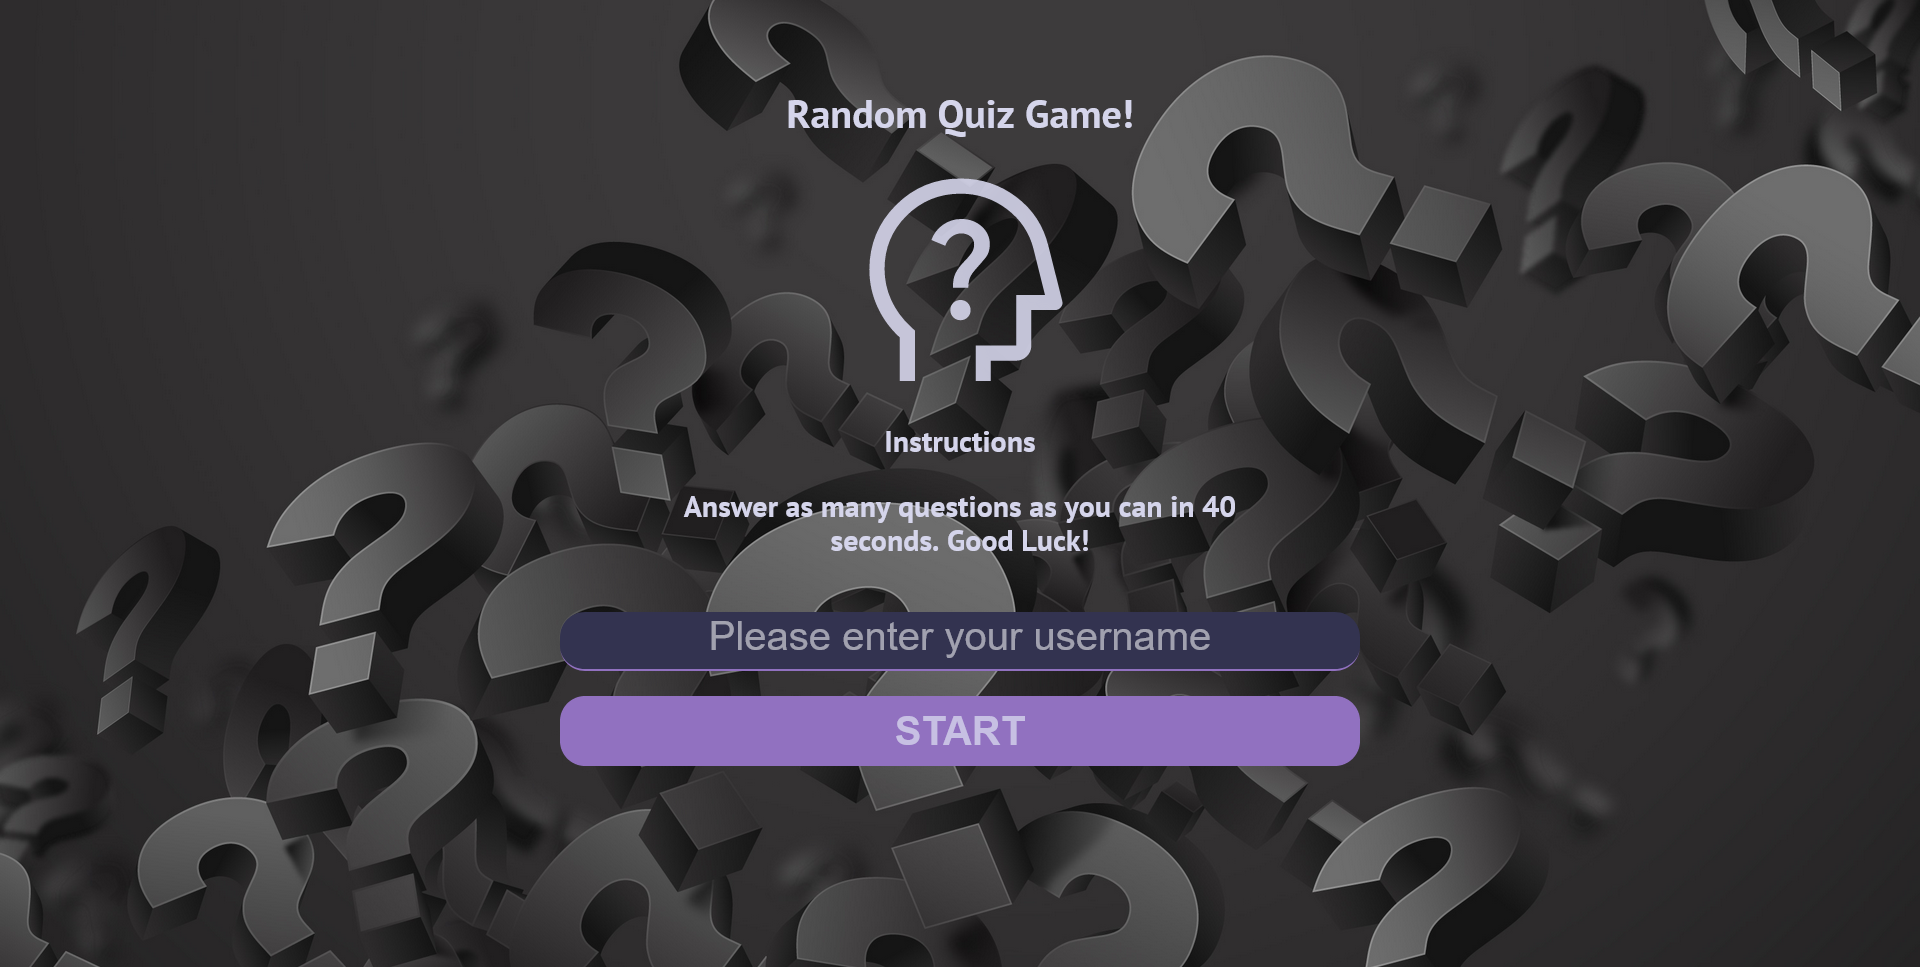 Random Quiz Game!
Instructions
Answer as many questions as you can in 40
seconds. Good Luck!
Please enter your username
START